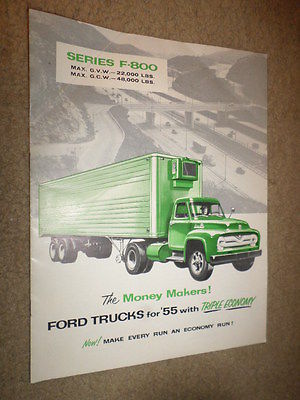 SERIES F-800
MAX. G.V.W.—22,000 LBS.
MAX. G.C.W.—48,000 LBS.
The Money Makers!
FORD TRUCKS for '55 with TRIPLE ECONOMY
Now! MAKE EVERY RUN AN ECONOMY RUN!